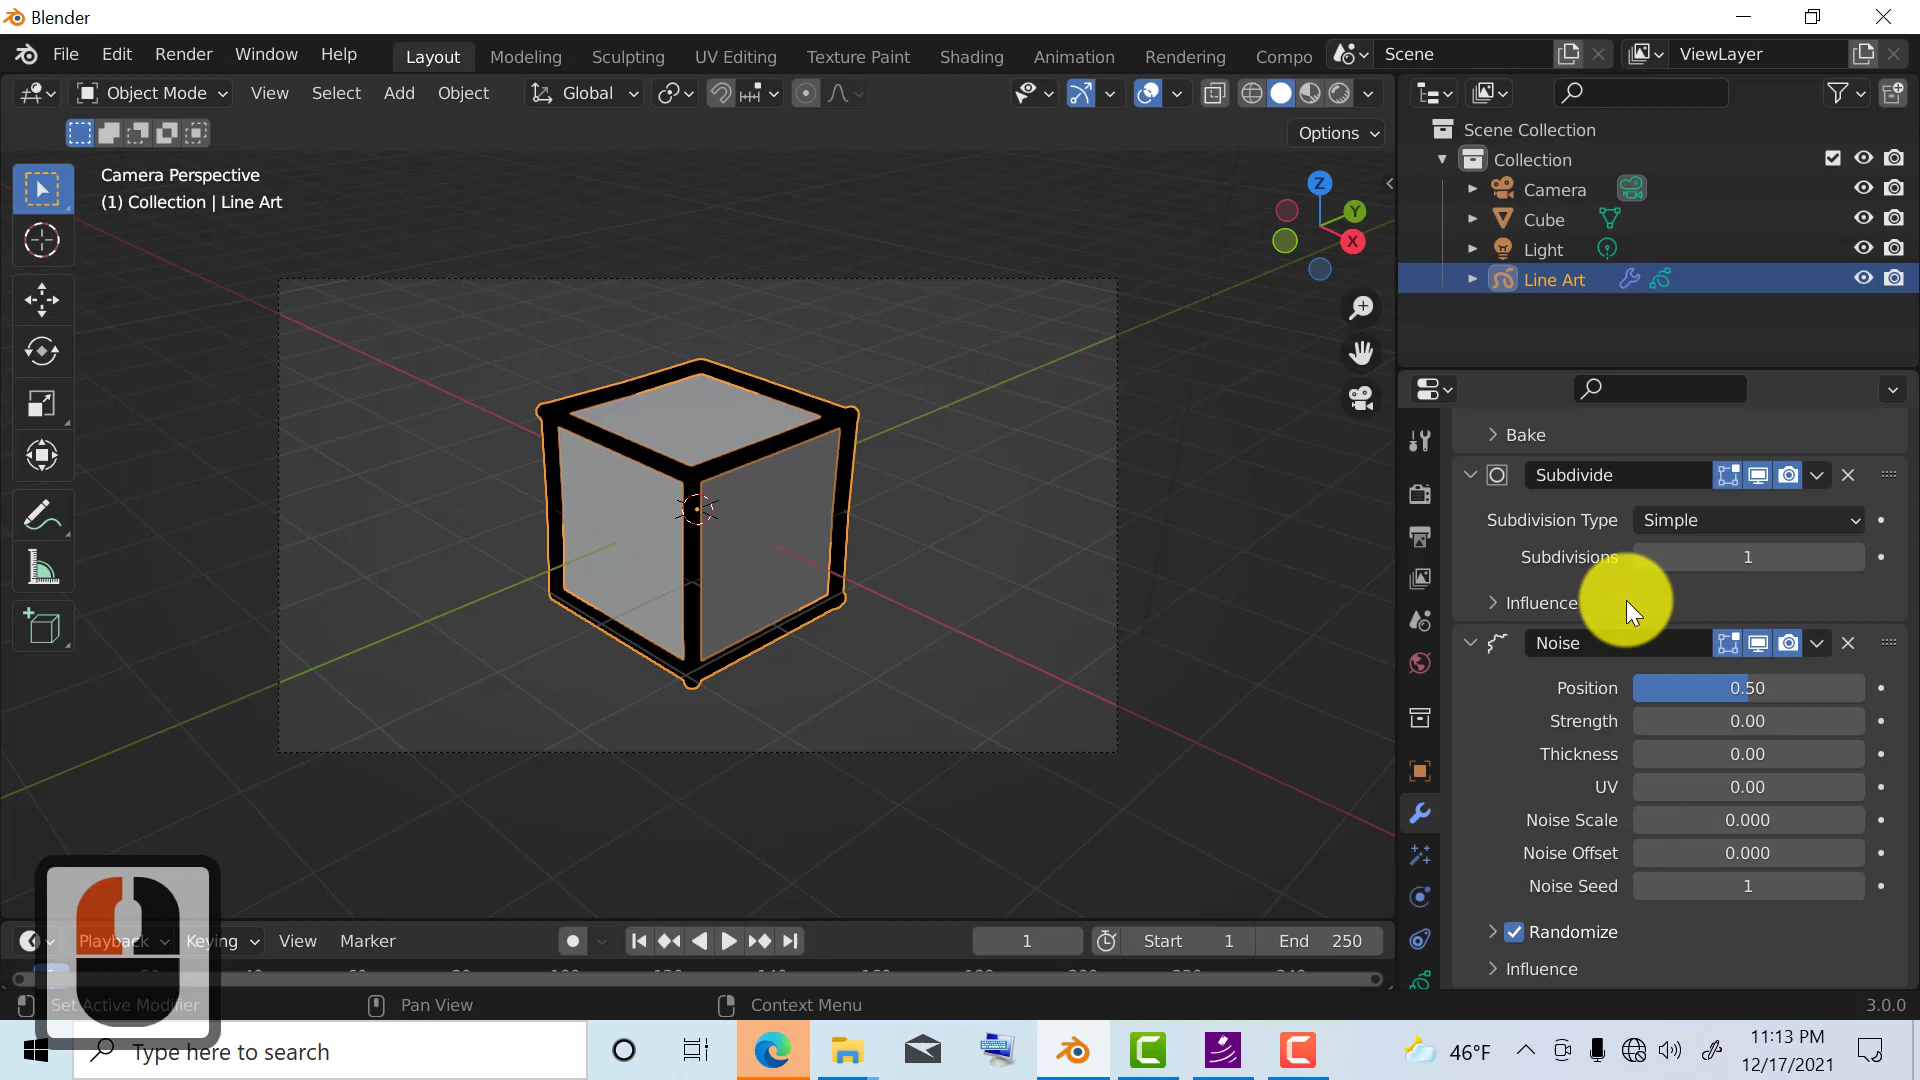 Blender
File Edit Render Window Help Layout Modeling Sculpting UV Editing Texture Paint Shading Animation Rendering Compo Scene ViewLayer
Object Mode View Select Add Object Global
Options
Camera Perspective
(1) Collection | Line Art
Z
Y
X
Scene Collection
Collection
Camera
Cube
Light
Line Art
Bake
Subdivide
Subdivision Type Simple
Subdivisions 1
Influence
Noise
Position 0.50
Strength 0.00
Thickness 0.00
UV 0.00
Noise Scale 0.000
Noise Offset 0.000
Noise Seed 1
Randomize
Influence
Playback Keying View Marker 1 Start 1 End 250
Set Active Modifier Pan View Context Menu 3.0.0
Type here to search 46°F 11:13 PM
12/17/2021